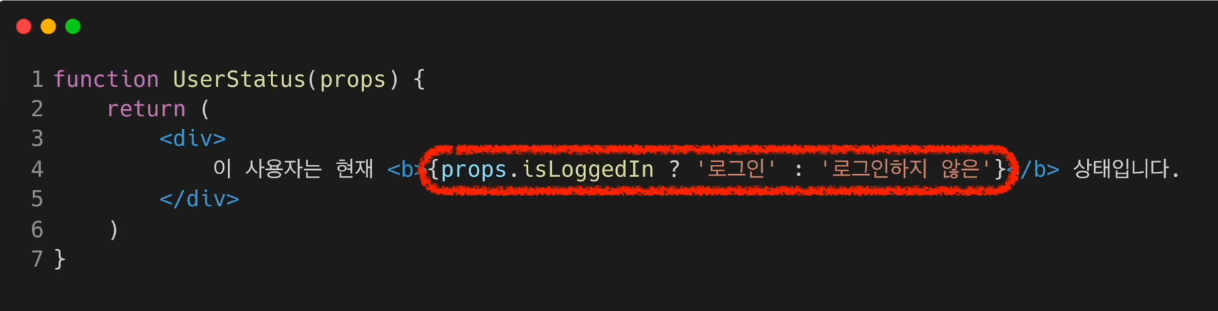 1 function UserStatus(props) {
2     return (
3         <div>
4             이 사용자는 현재 <b>{props.isLoggedIn ? '로그인' : '로그인하지 않은'}</b> 상태입니다.
5         </div>
6     )
7 }